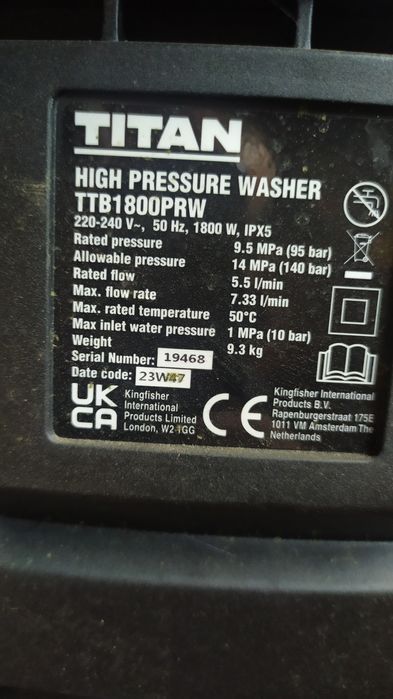 TITAN
HIGH PRESSURE WASHER
TTB1800PRW
220-240 V~, 50 Hz, 1800 W, IPX5
Rated pressure 9.5 MPa (95 bar)
Allowable pressure 14 MPa (140 bar)
Rated flow 5.5 l/min
Max. flow rate 7.33 l/min
Max. rated temperature 50°C
Max inlet water pressure 1 MPa (10 bar)
Weight 9.3 kg
Serial Number: 19468
Date code: 23W47
UK
CA
Kingfisher
International
Products Limited
London, W2 1GG
CE
Kingfisher International
Products B.V.
Rapenburgerstraat 175E
1011 VM Amsterdam The
Netherlands